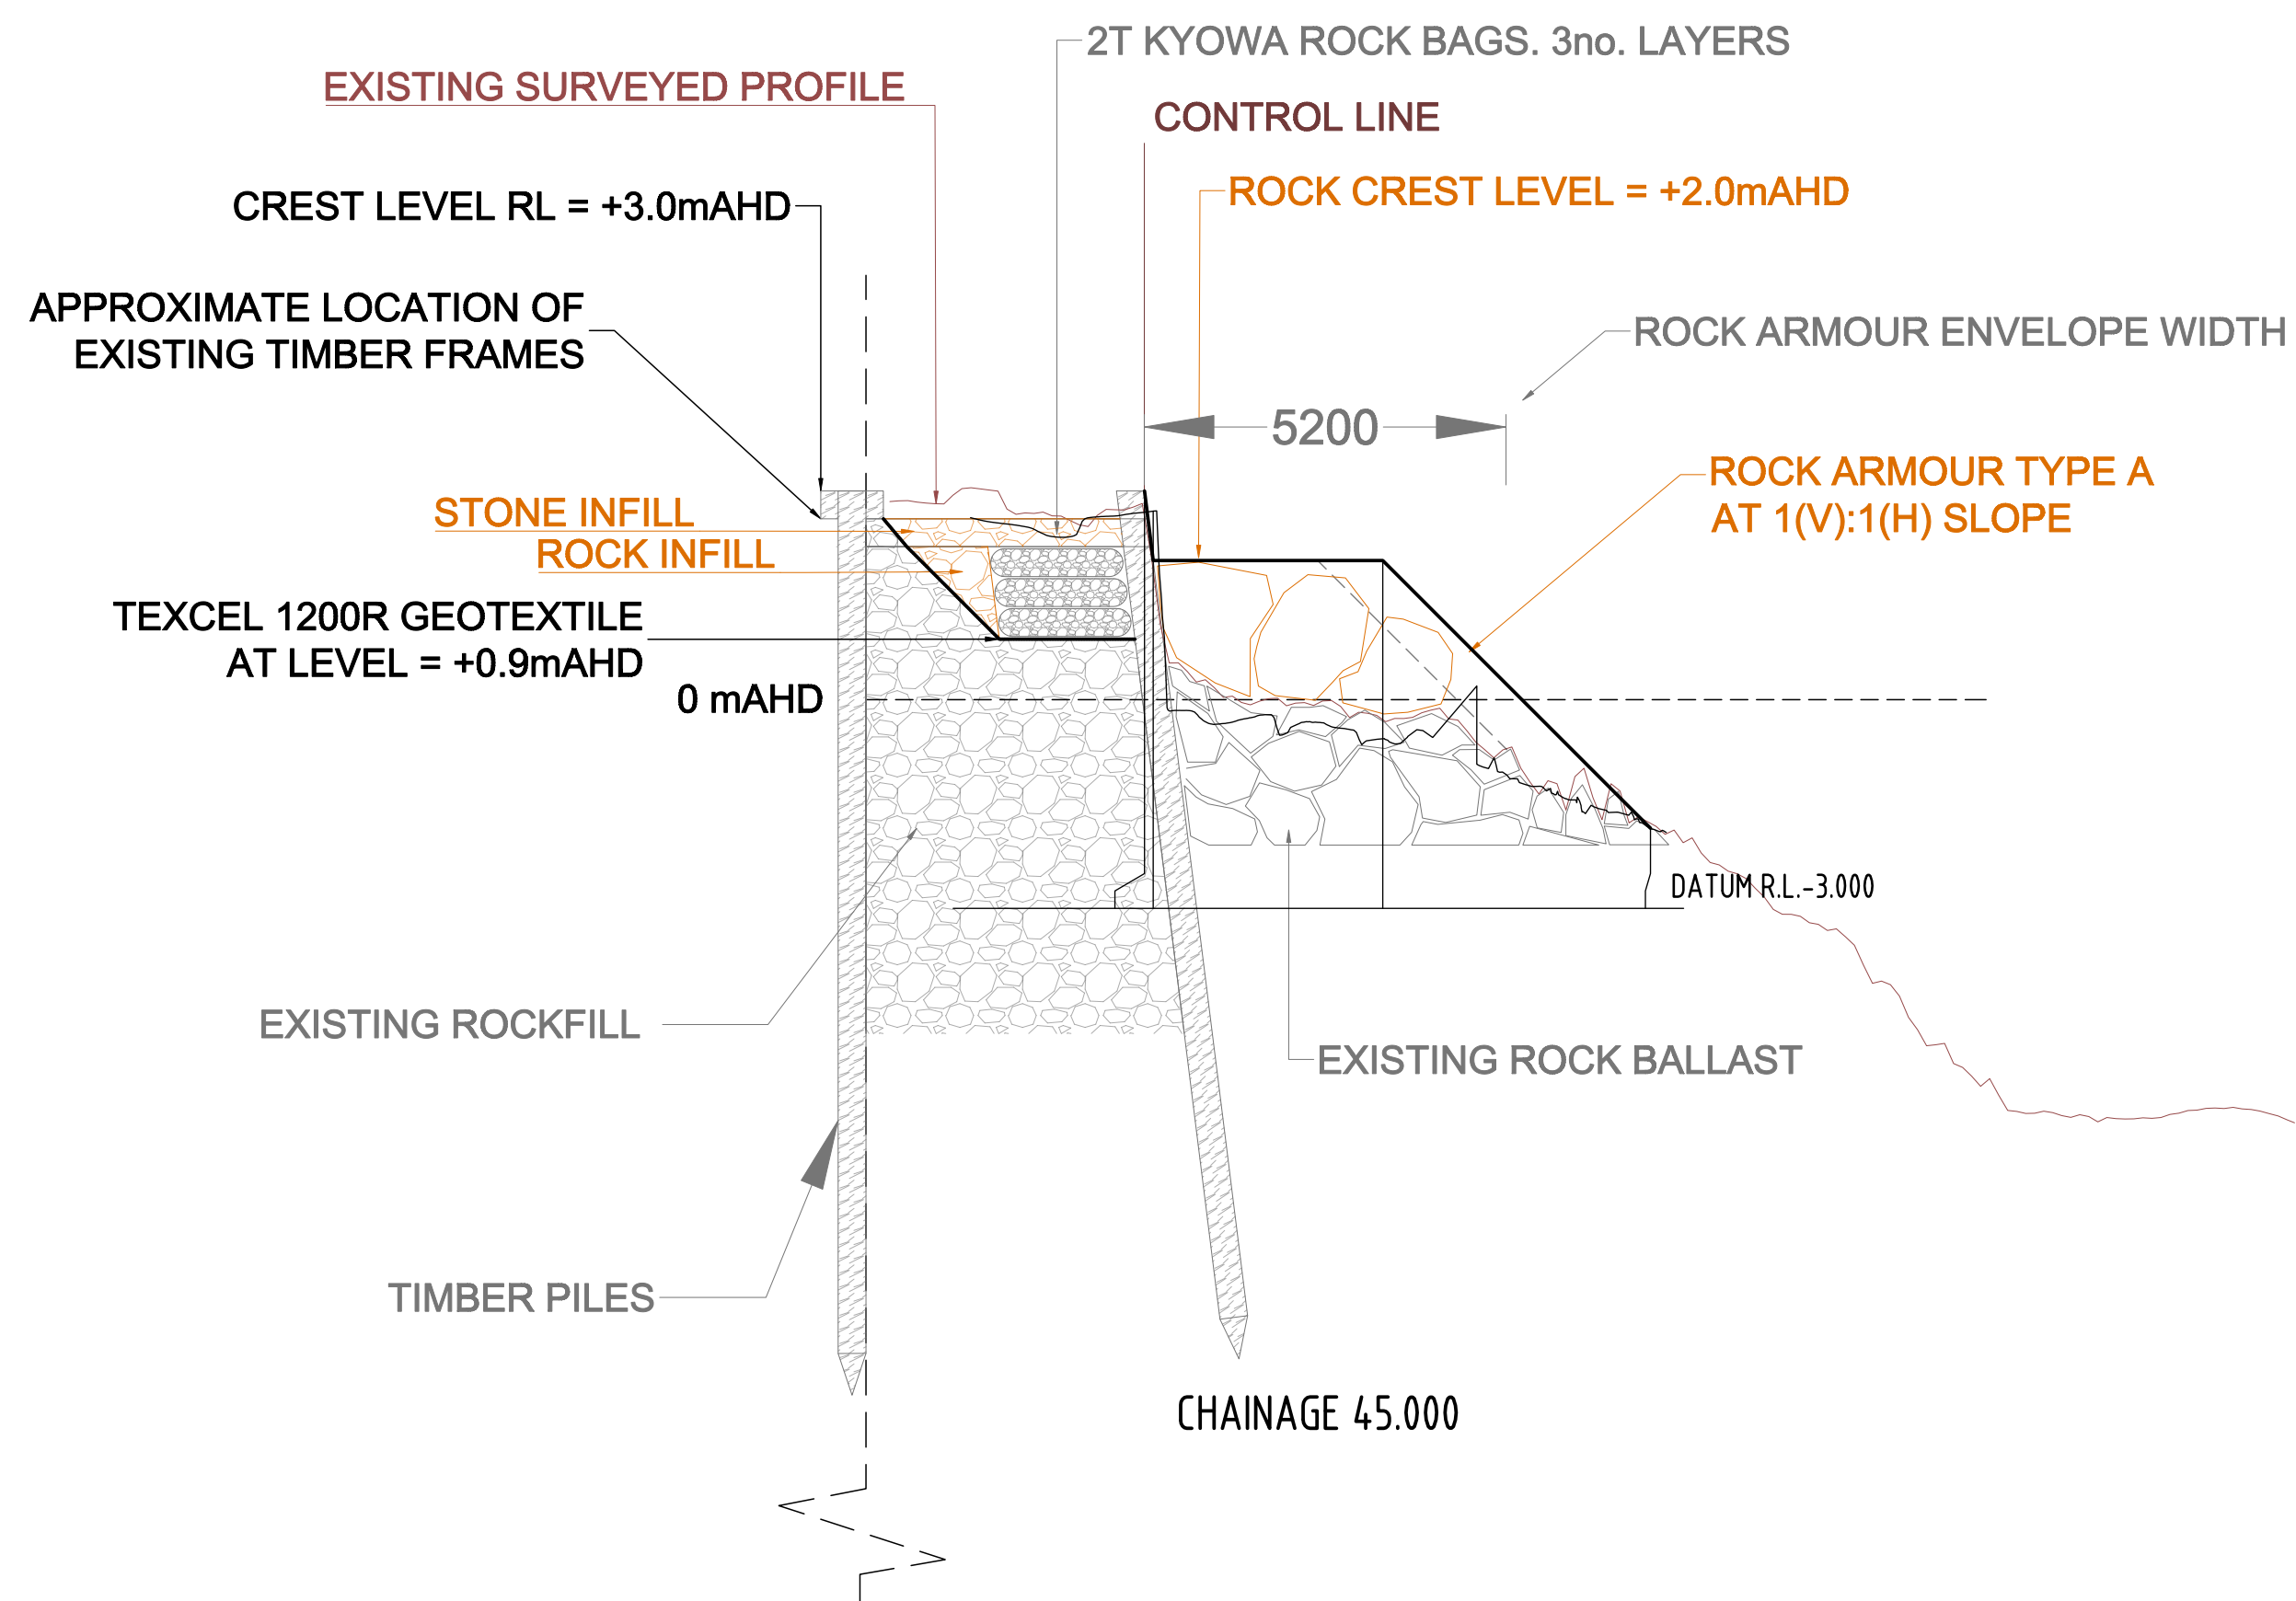 2T KYOWA ROCK BAGS. 3no. LAYERS
EXISTING SURVEYED PROFILE
CONTROL LINE
CREST LEVEL RL = +3.0mAHD
ROCK CREST LEVEL = +2.0mAHD
APPROXIMATE LOCATION OF
EXISTING TIMBER FRAMES
ROCK ARMOUR ENVELOPE WIDTH
5200
ROCK ARMOUR TYPE A
AT 1(V):1(H) SLOPE
STONE INFILL
ROCK INFILL
TEXCEL 1200R GEOTEXTILE
AT LEVEL = +0.9mAHD
0 mAHD
DATUM R.L.-3.000
EXISTING ROCKFILL
EXISTING ROCK BALLAST
TIMBER PILES
CHAINAGE 45.000